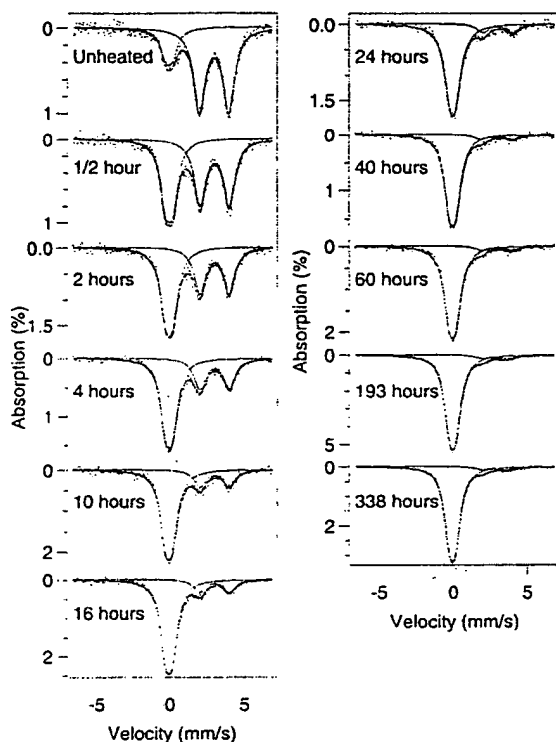 0
Unheated
1
0
1/2 hour
1
0.0
2 hours
1.5
0
4 hours
1
0
10 hours
2
0
16 hours
2
-5 0 5
Velocity (mm/s)
Absorption (%)
0.0
24 hours
1.5
0
40 hours
1
0
60 hours
2
0
193 hours
5
0
338 hours
2
-5 0 5
Velocity (mm/s)
Absorption (%)